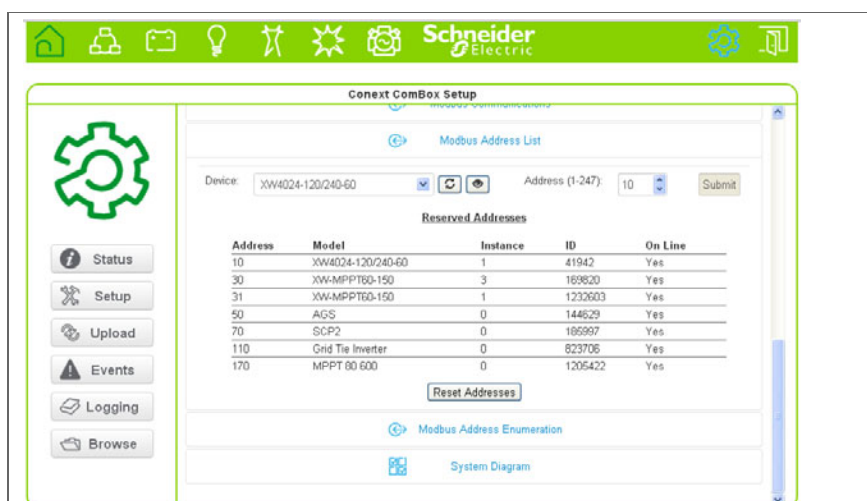 Schneider Electric
Conext ComBox Setup
Modbus Communications
Modbus Address List
Device: XW4024-120/240-60 Address (1-247): 10 Submit
Reserved Addresses
Address Model Instance ID On Line
10 XW4024-120/240-60 1 41942 Yes
30 XW-MPPT60-150 3 169820 Yes
31 XW-MPPT60-150 1 1232603 Yes
50 AGS 0 144629 Yes
70 SCP2 0 185997 Yes
110 Grid Tie Inverter 0 823706 Yes
170 MPPT 80 600 0 1205422 Yes
Reset Addresses
Modbus Address Enumeration
System Diagram
Status
Setup
Upload
Events
Logging
Browse